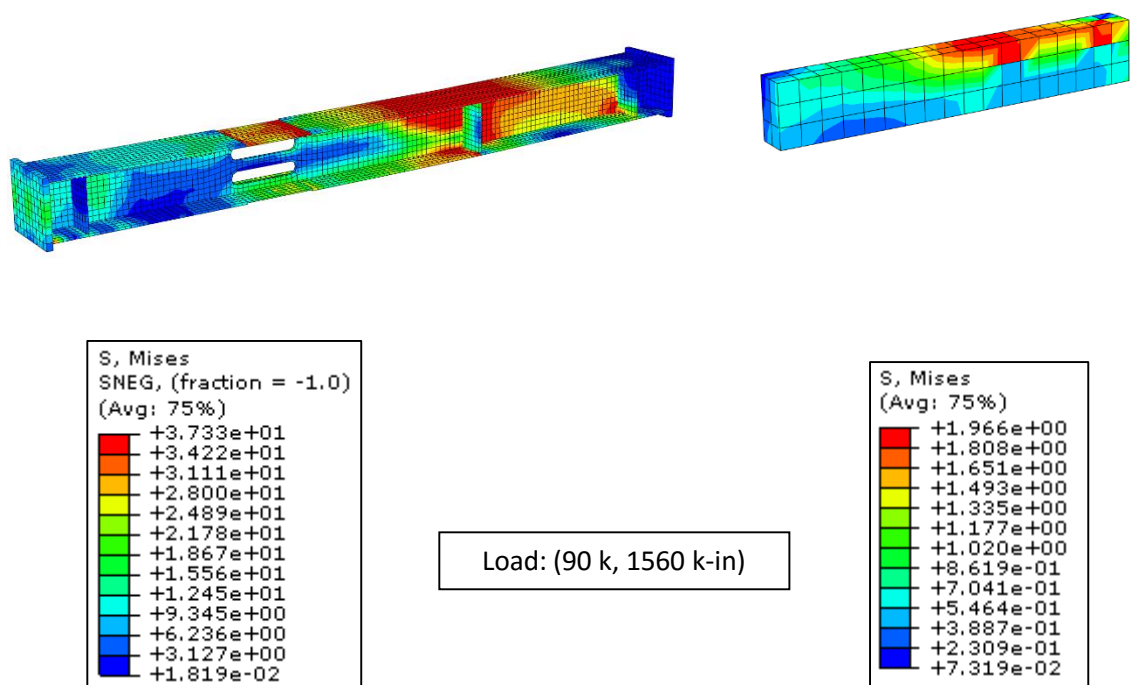 S, Mises
SNEG, (fraction = -1.0)
(Avg: 75%)
+3.733e+01
+3.422e+01
+3.111e+01
+2.800e+01
+2.489e+01
+2.178e+01
+1.867e+01
+1.556e+01
+1.245e+01
+9.345e+00
+6.236e+00
+3.127e+00
+1.819e-02
Load: (90 k, 1560 k-in)
S, Mises
(Avg: 75%)
+1.966e+00
+1.808e+00
+1.651e+00
+1.493e+00
+1.335e+00
+1.177e+00
+1.020e+00
+8.619e-01
+7.041e-01
+5.464e-01
+3.887e-01
+2.309e-01
+7.319e-02